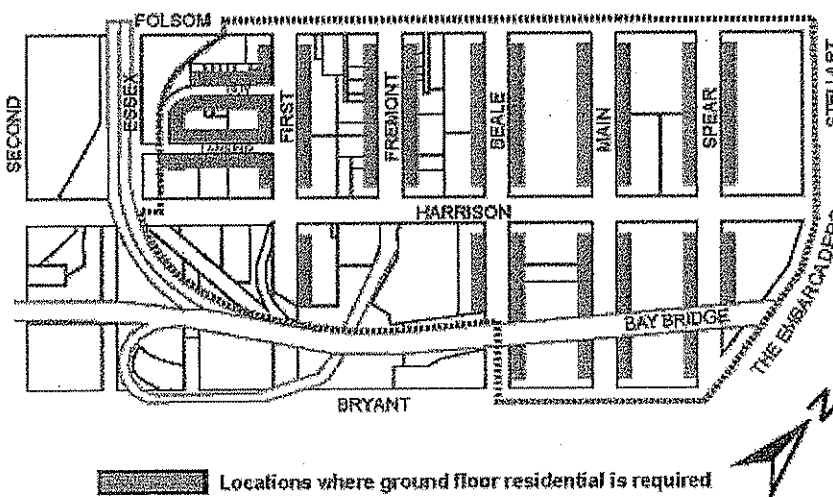 FOLSOM
SECOND
ESSEX
FIRST
FREMONT
BEALE
MAIN
SPEAR
STEUART
LANSING
HARRISON
BAY BRIDGE
THE EMBARCADERO
BRYANT
N
Locations where ground floor residential is required